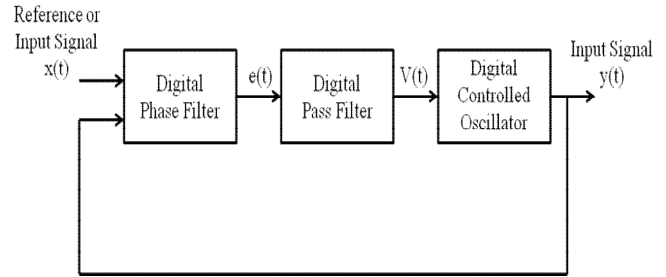 Reference or
Input Signal
x(t)
Digital
Phase Filter
e(t)
Digital
Pass Filter
V(t)
Digital
Controlled
Oscillator
Input Signal
y(t)